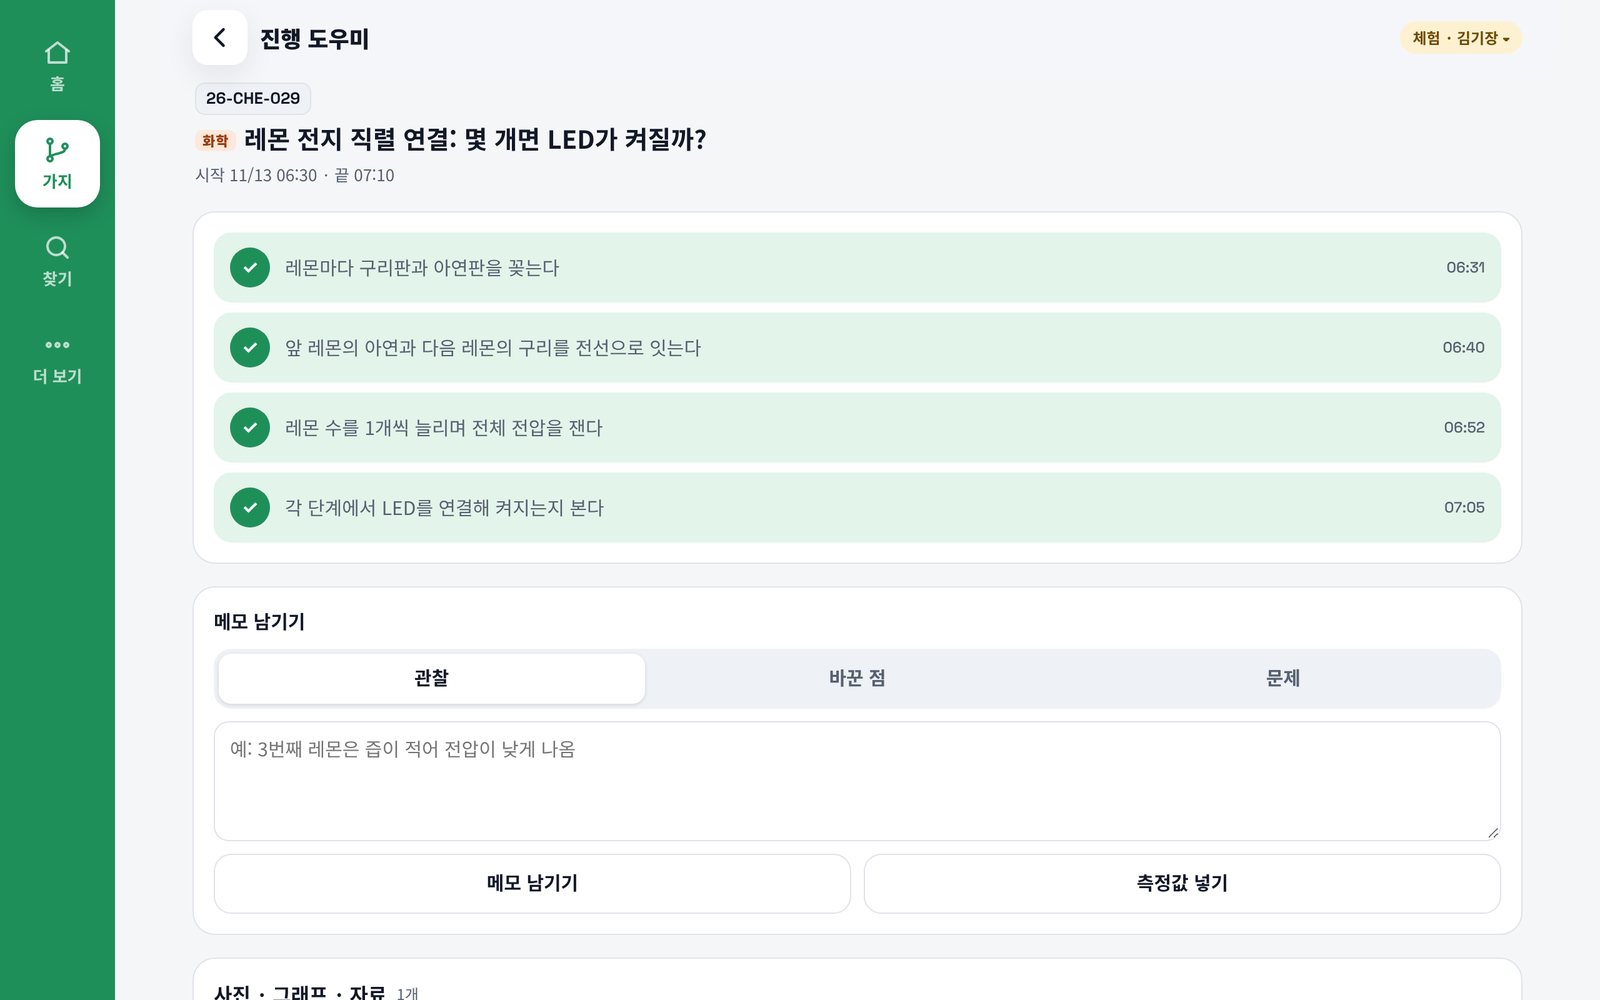 홈
가지
찾기
더 보기
진행 도우미
체험 · 김기장
26-CHE-029
화학 레몬 전지 직렬 연결: 몇 개면 LED가 켜질까?
시작 11/13 06:30 · 끝 07:10
레몬마다 구리판과 아연판을 꽂는다 06:31
앞 레몬의 아연과 다음 레몬의 구리를 전선으로 잇는다 06:40
레몬 수를 1개씩 늘리며 전체 전압을 잰다 06:52
각 단계에서 LED를 연결해 켜지는지 본다 07:05
메모 남기기
관찰 바꾼 점 문제
예: 3번째 레몬은 즙이 적어 전압이 낮게 나옴
메모 남기기 측정값 넣기
사진 · 그래프 · 자료 1개